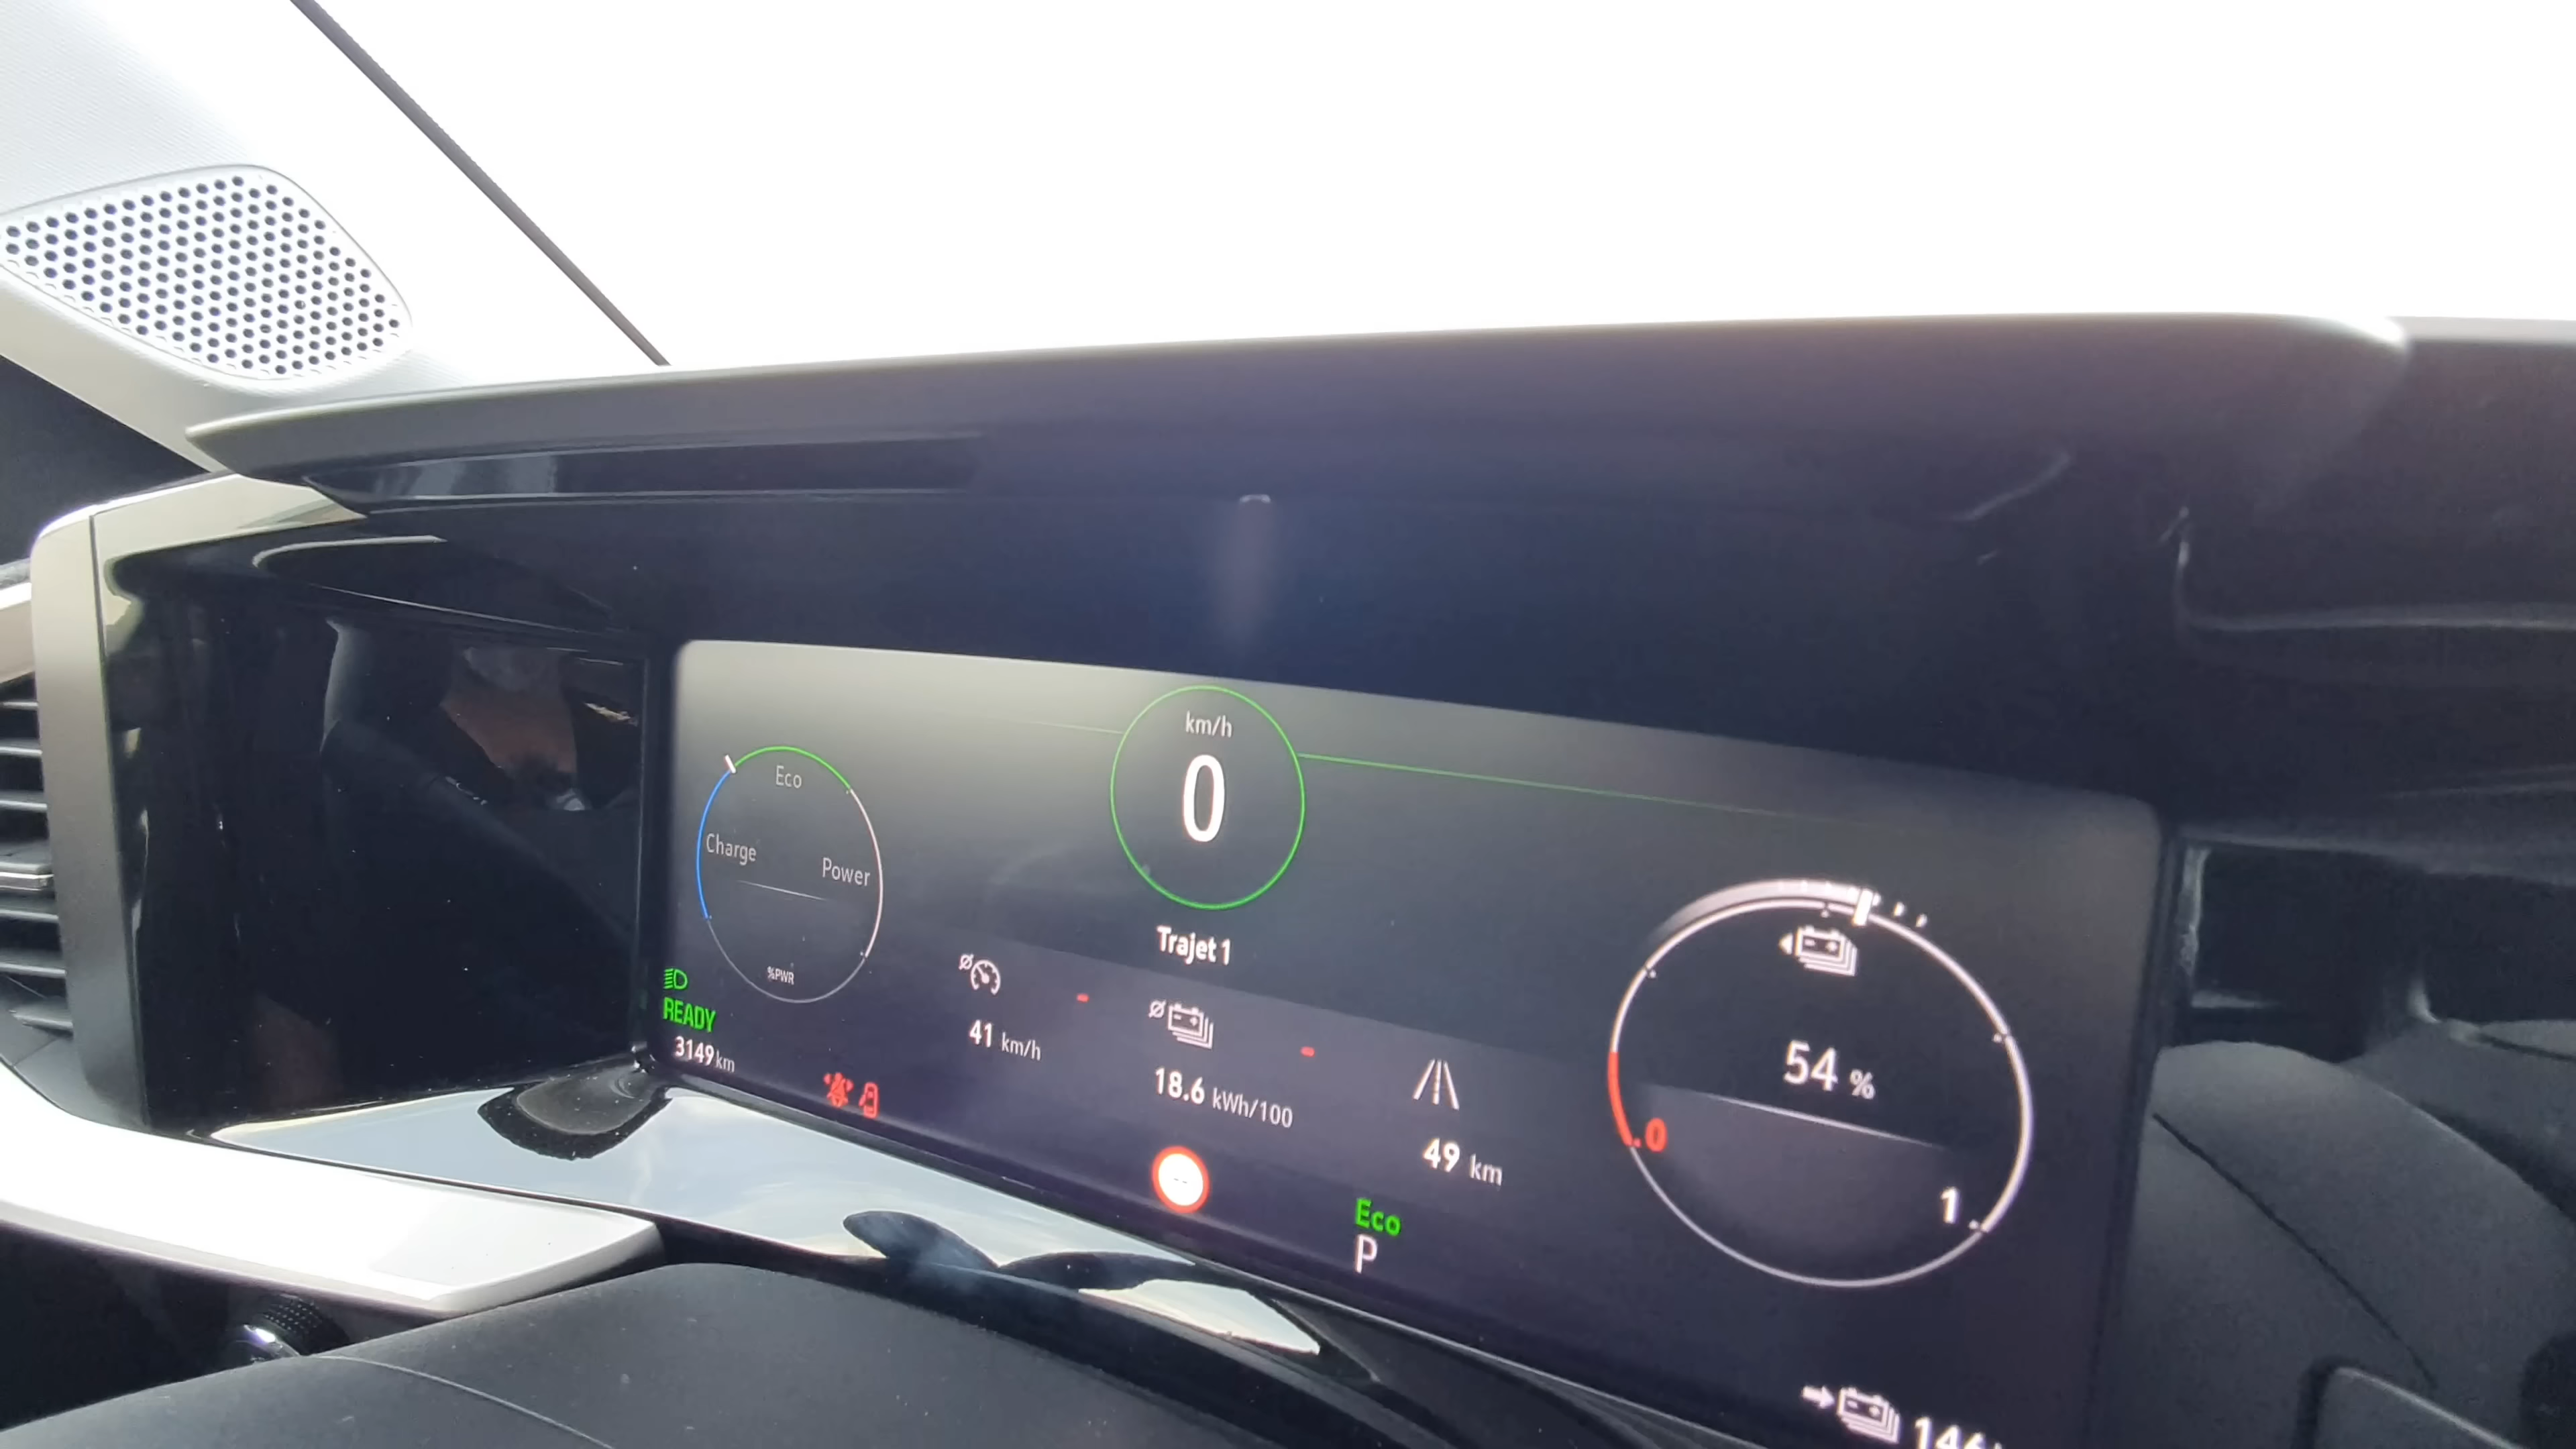 km/h
0
Eco
Charge
Power
%PWR
Trajet 1
READY
3149 km
41 km/h
18.6 kWh/100
49 km
54 %
0
1
--
Eco
P
146